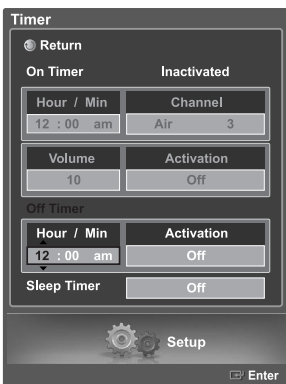 Timer
Return
On Timer Inactivated
Hour / Min Channel
12 : 00 am Air 3
Volume Activation
10 Off
Off Timer
Hour / Min Activation
12 : 00 am Off
Sleep Timer Off
Setup
Enter